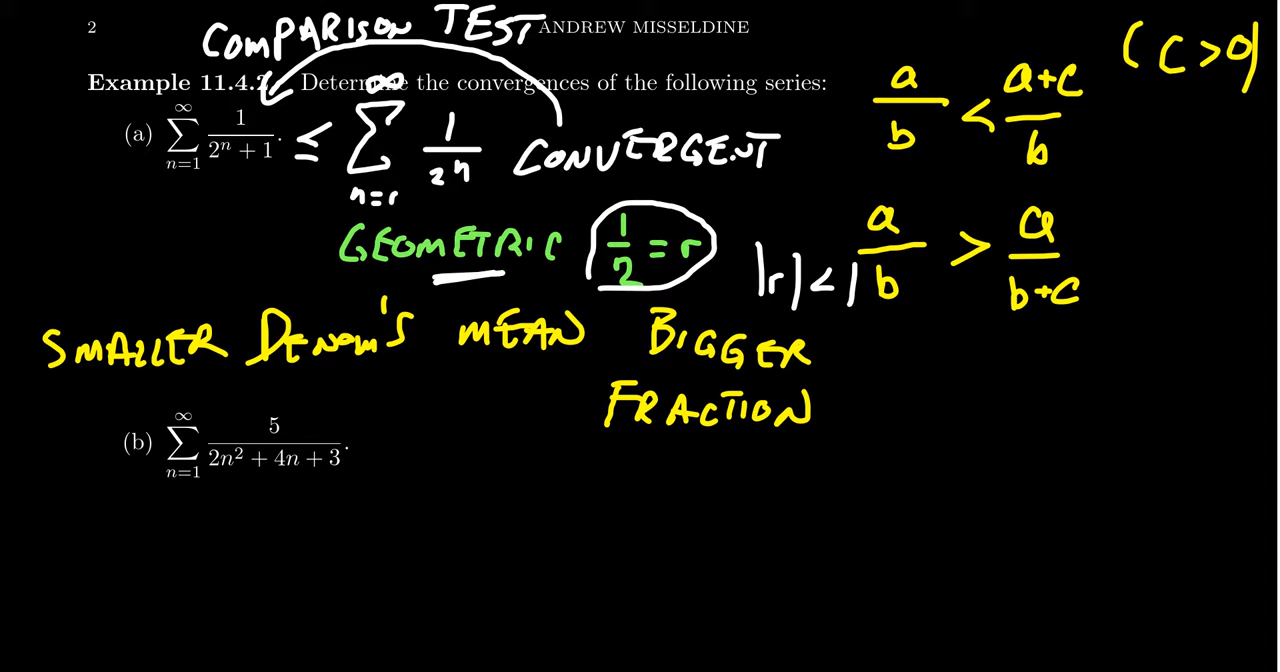 2
COMPARISON TEST ANDREW MISSELDINE
(C>0)
Example 11.4.2. Determine the convergences of the following series:
(a) ∞ ∑ n=1 1 / 2^n + 1. ≤ ∞ ∑ n=1 1 / 2^n CONVERGENT
a/b < a+c/b
GEOMETRIC 1/2 = r |r|<1
a/b > a/b+c
SMALLER DENOM'S MEAN BIGGER
FRACTION
(b) ∞ ∑ n=1 5 / 2n² + 4n + 3.